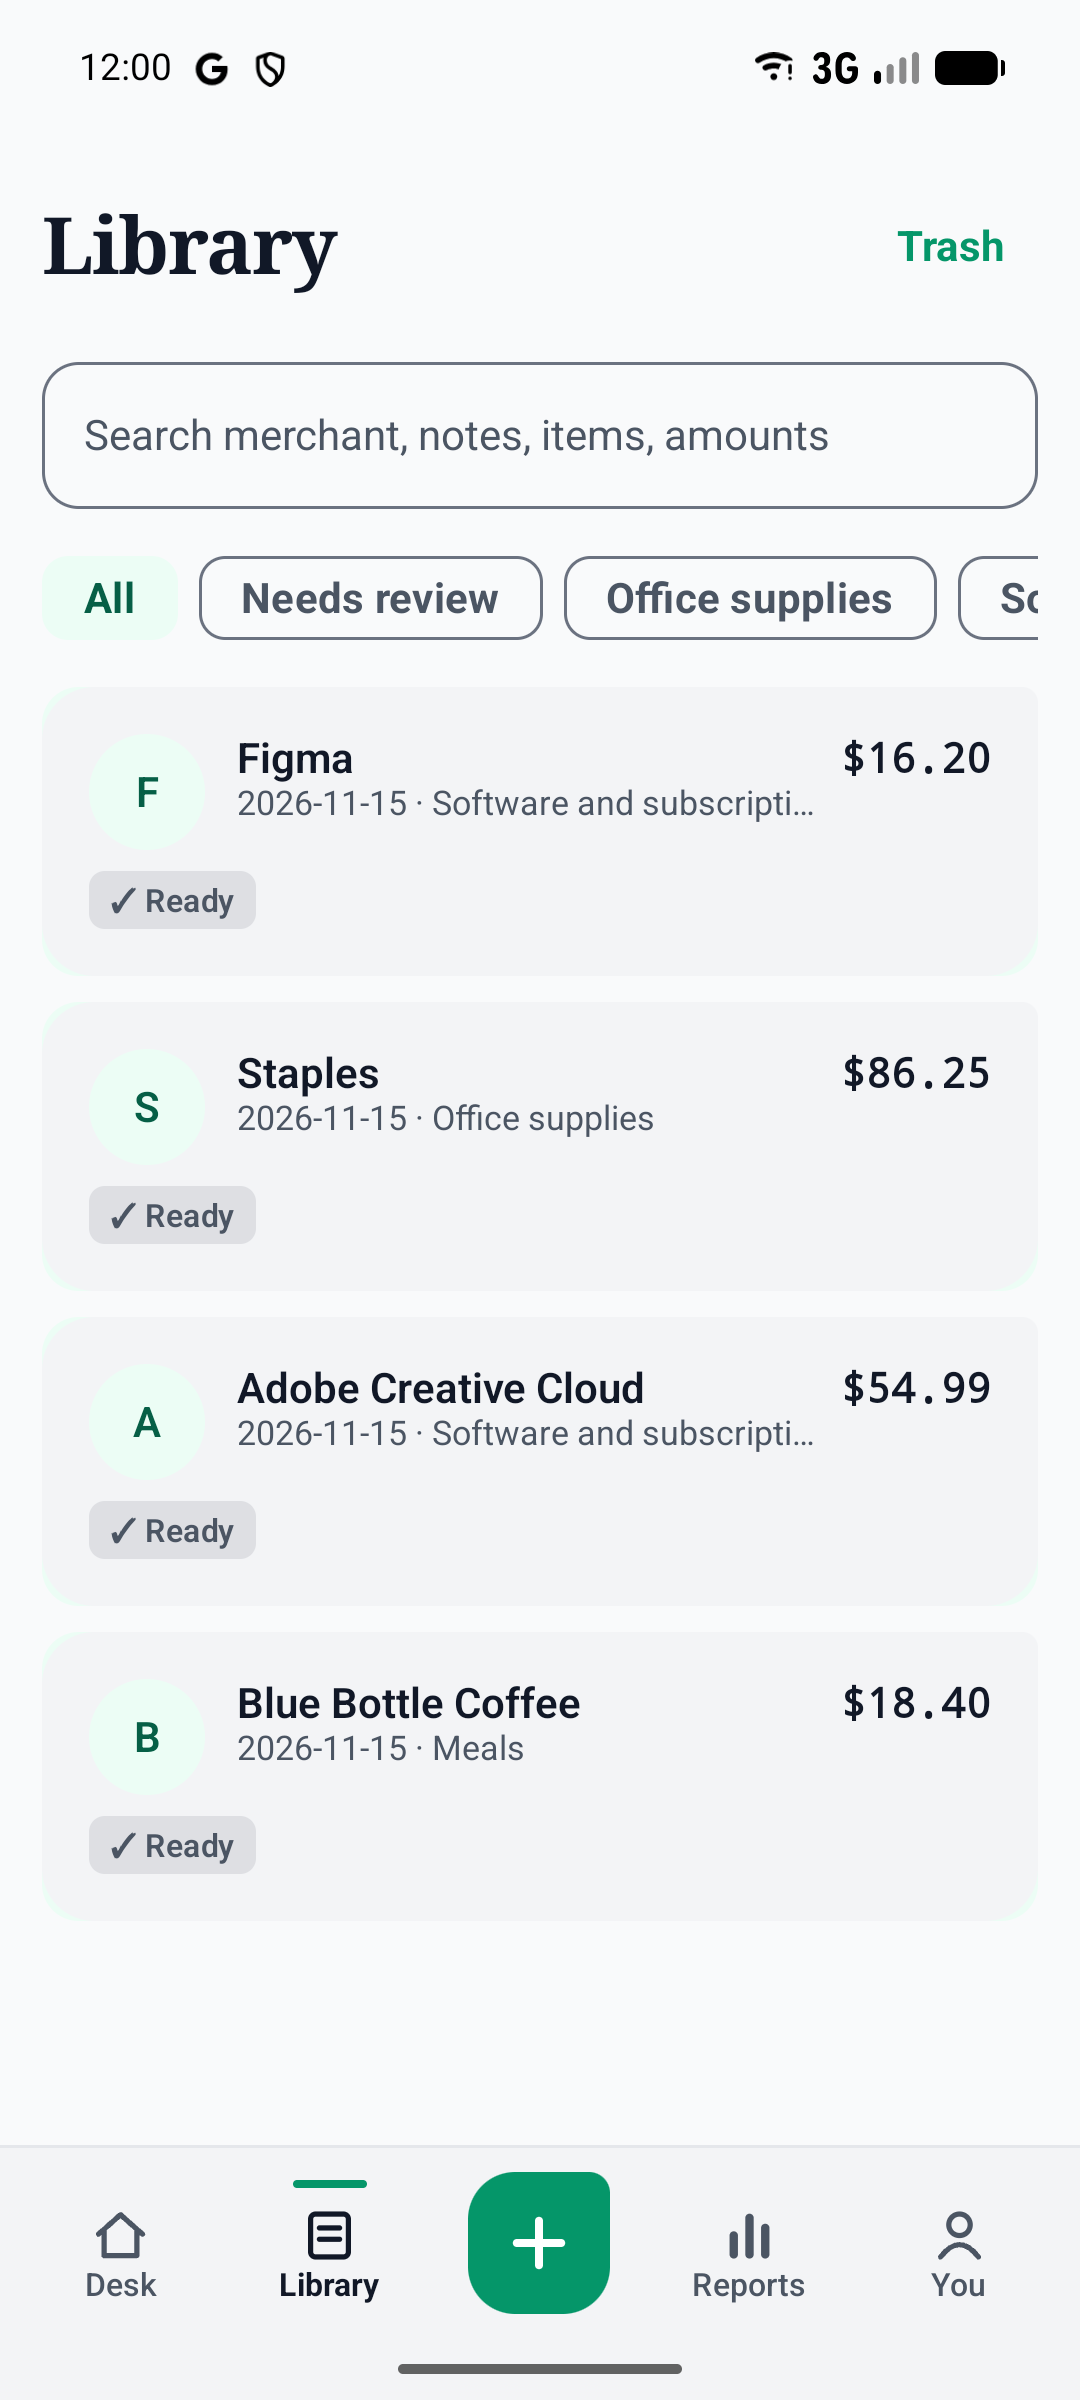 12:00
3G
Library
Trash
Search merchant, notes, items, amounts
All
Needs review
Office supplies
F
Figma
$16.20
2026-11-15 · Software and subscripti…
✓ Ready
S
Staples
$86.25
2026-11-15 · Office supplies
✓ Ready
A
Adobe Creative Cloud
$54.99
2026-11-15 · Software and subscripti…
✓ Ready
B
Blue Bottle Coffee
$18.40
2026-11-15 · Meals
✓ Ready
Desk
Library
Reports
You